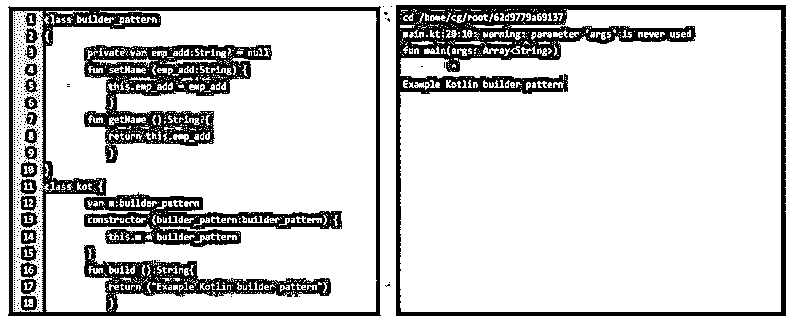 1 class builder_pattern
2 {
3 private var emp_add:String? = null
4 fun setName (emp_add:String) {
5 this.emp_add = emp_add
6 }
7 fun getName ():String?{
8 return this.emp_add
9 }
10 }
11 class kot {
12 var m:builder_pattern
13 constructor (builder_pattern:builder_pattern) {
14 this.m = builder_pattern
15 }
16 fun build ():String{
17 return ("Example Kotlin builder pattern")
18 }
cd /home/cg/root/62d9779a69137
main.kt:20:10: warning: parameter 'args' is never used
fun main(args: Array<String>)
^
Example Kotlin builder pattern